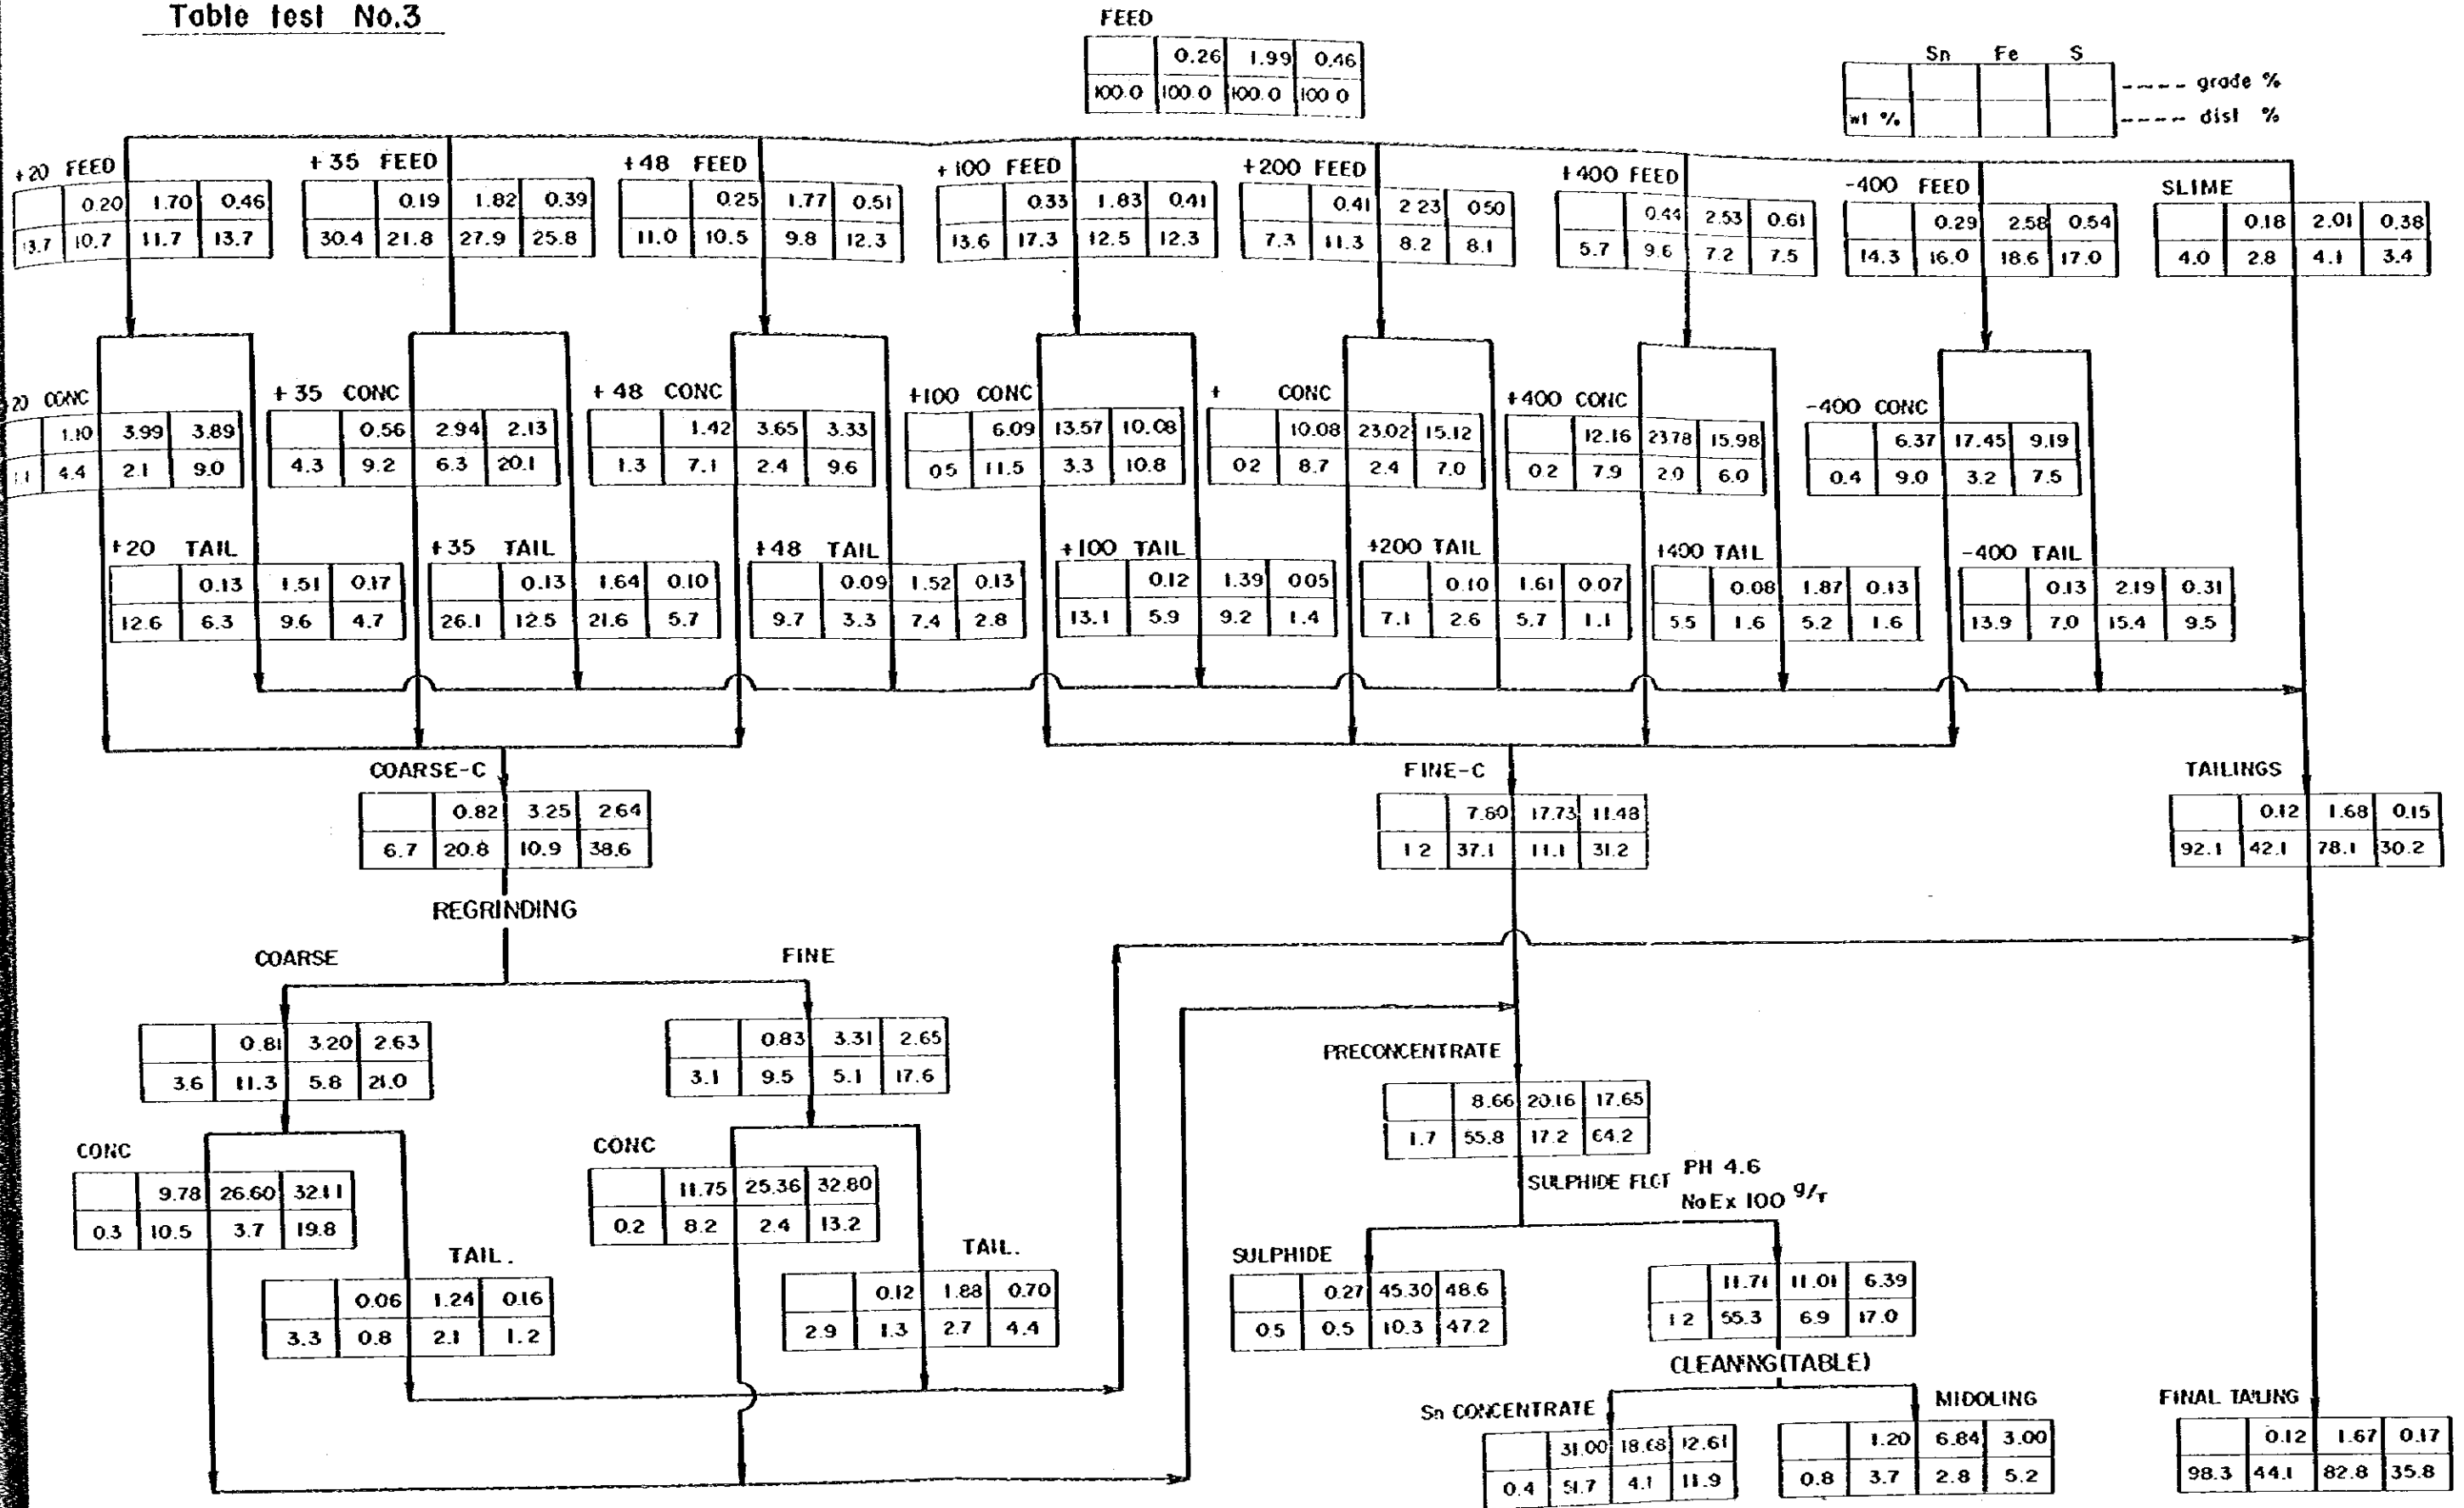 Table test No.3
FEED
0.26 1.99 0.46
100.0 100.0 100.0 100.0
Sn Fe S
---- grade %
wt % ---- dist %
+20 FEED
0.20 1.70 0.46
13.7 10.7 11.7 13.7
+35 FEED
0.19 1.82 0.39
30.4 21.8 27.9 25.8
+48 FEED
0.25 1.77 0.51
11.0 10.5 9.8 12.3
+100 FEED
0.33 1.83 0.41
13.6 17.3 12.5 12.3
+200 FEED
0.41 2.23 0.50
7.3 11.3 8.2 8.1
+400 FEED
0.44 2.53 0.61
5.7 9.6 7.2 7.5
-400 FEED
0.29 2.58 0.54
14.3 16.0 18.6 17.0
SLIME
0.18 2.01 0.38
4.0 2.8 4.1 3.4
20 CONC
1.10 3.99 3.89
1.1 4.4 2.1 9.0
+35 CONC
0.56 2.94 2.13
4.3 9.2 6.3 20.1
+48 CONC
1.42 3.65 3.33
1.3 7.1 2.4 9.6
+100 CONC
6.09 13.57 10.08
0.5 11.5 3.3 10.8
+ CONC
10.08 23.02 15.12
0.2 8.7 2.4 7.0
+400 CONC
12.16 23.78 15.98
0.2 7.9 2.0 6.0
-400 CONC
6.37 17.45 9.19
0.4 9.0 3.2 7.5
+20 TAIL
0.13 1.51 0.17
12.6 6.3 9.6 4.7
+35 TAIL
0.13 1.64 0.10
26.1 12.5 21.6 5.7
+48 TAIL
0.09 1.52 0.13
9.7 3.3 7.4 2.8
+100 TAIL
0.12 1.39 0.05
13.1 5.9 9.2 1.4
+200 TAIL
0.10 1.61 0.07
7.1 2.6 5.7 1.1
+400 TAIL
0.08 1.87 0.13
5.5 1.6 5.2 1.6
-400 TAIL
0.13 2.19 0.31
13.9 7.0 15.4 9.5
COARSE-C
0.82 3.25 2.64
6.7 20.8 10.9 38.6
FINE-C
7.80 17.73 11.48
1.2 37.1 11.1 31.2
TAILINGS
0.12 1.68 0.15
92.1 42.1 78.1 30.2
REGRINDING
COARSE
0.81 3.20 2.63
3.6 11.3 5.8 21.0
FINE
0.83 3.31 2.65
3.1 9.5 5.1 17.6
PRECONCENTRATE
8.66 20.16 17.65
1.7 55.8 17.2 64.2
CONC
9.78 26.60 32.11
0.3 10.5 3.7 19.8
TAIL.
0.06 1.24 0.16
3.3 0.8 2.1 1.2
CONC
11.75 25.36 32.80
0.2 8.2 2.4 13.2
TAIL.
0.12 1.88 0.70
2.9 1.3 2.7 4.4
SULPHIDE FLOT PH 4.6
NaEx 100 g/T
SULPHIDE
0.27 45.30 48.6
0.5 0.5 10.3 47.2
11.71 11.01 6.39
1.2 55.3 6.9 17.0
CLEANING(TABLE)
Sn CONCENTRATE
31.00 18.68 12.61
0.4 51.7 4.1 11.9
MIDDLING
1.20 6.84 3.00
0.8 3.7 2.8 5.2
FINAL TAILING
0.12 1.67 0.17
98.3 44.1 82.8 35.8